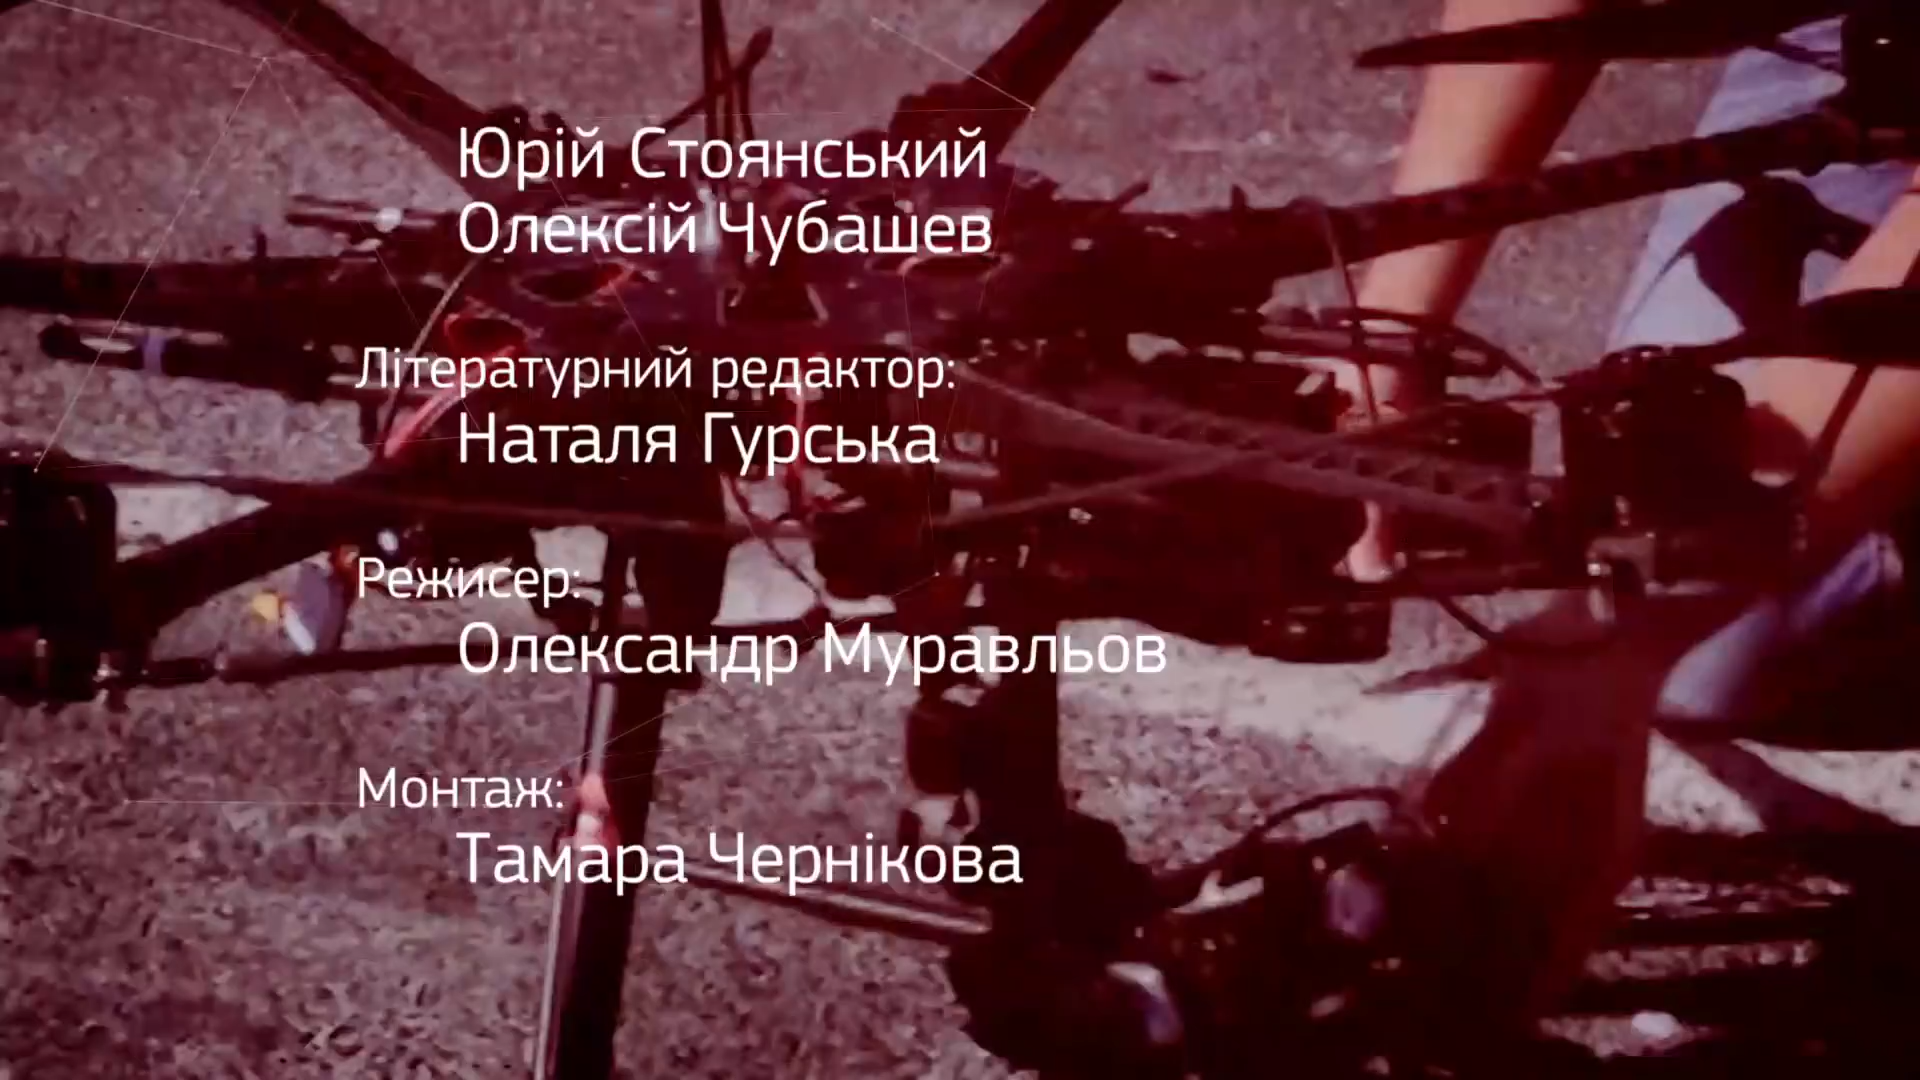 Юрій Стоянський
Олексій Чубашев
Літературний редактор:
Наталя Гурська
Режисер:
Олександр Муравльов
Монтаж:
Тамара Чернікова